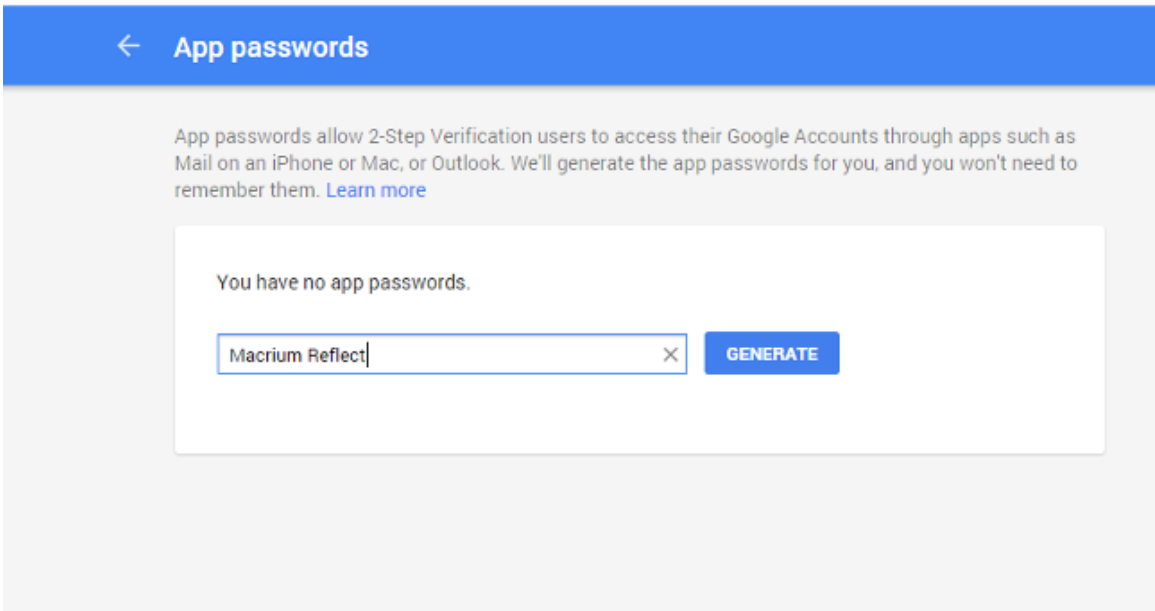 App passwords
App passwords allow 2-Step Verification users to access their Google Accounts through apps such as
Mail on an iPhone or Mac, or Outlook. We'll generate the app passwords for you, and you won't need to
remember them. Learn more
You have no app passwords.
Macrium Reflect
GENERATE